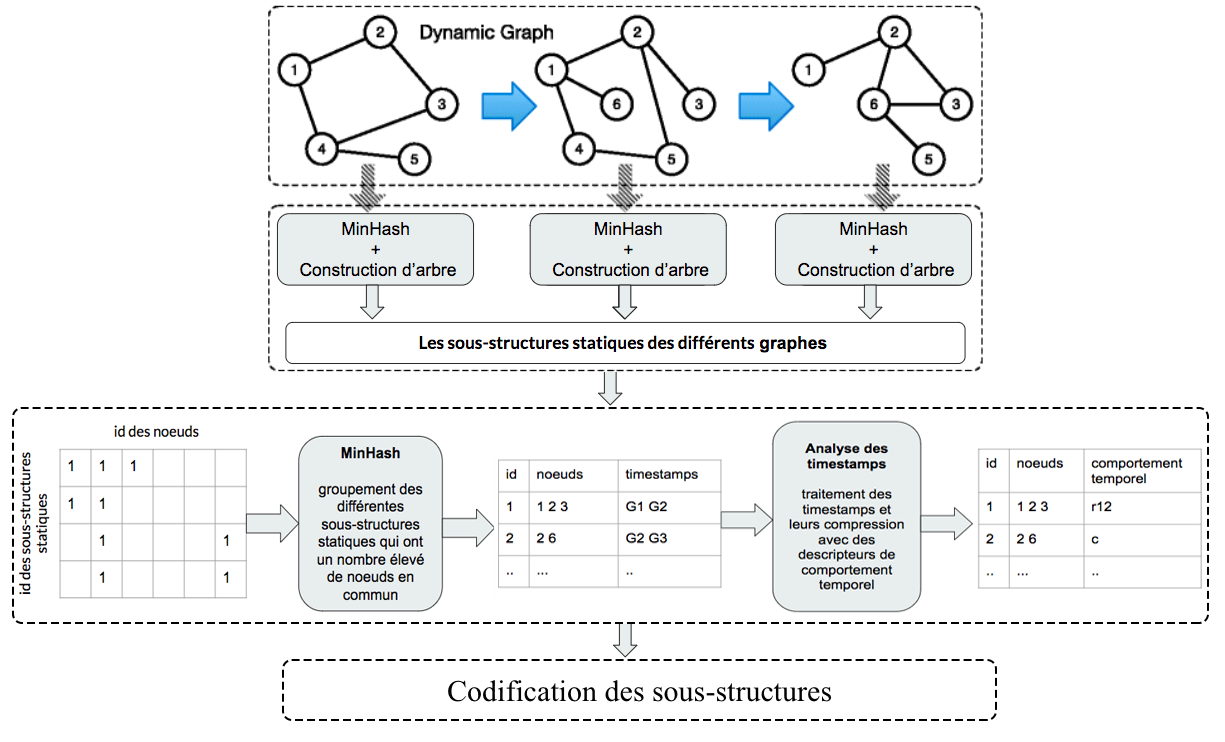 Dynamic Graph
2
1
3
4
5
2
1
6
3
4
5
2
1
6
3
5
MinHash
+
Construction d'arbre
MinHash
+
Construction d'arbre
MinHash
+
Construction d'arbre
Les sous-structures statiques des différents graphes
id des noeuds
id des sous-structures
statiques
1 1 1
1 1
1 1
1 1
MinHash
groupement des
différentes
sous-structures
statiques qui ont
un nombre élevé
de noeuds en
commun
id noeuds timestamps
1 1 2 3 G1 G2
2 2 6 G2 G3
.. ... ..
Analyse des
timestamps
traitement des
timestamps et
leurs compression
avec des
descripteurs de
comportement
temporel
id noeuds comportement
temporel
1 1 2 3 r12
2 2 6 c
.. ... ..
Codification des sous-structures